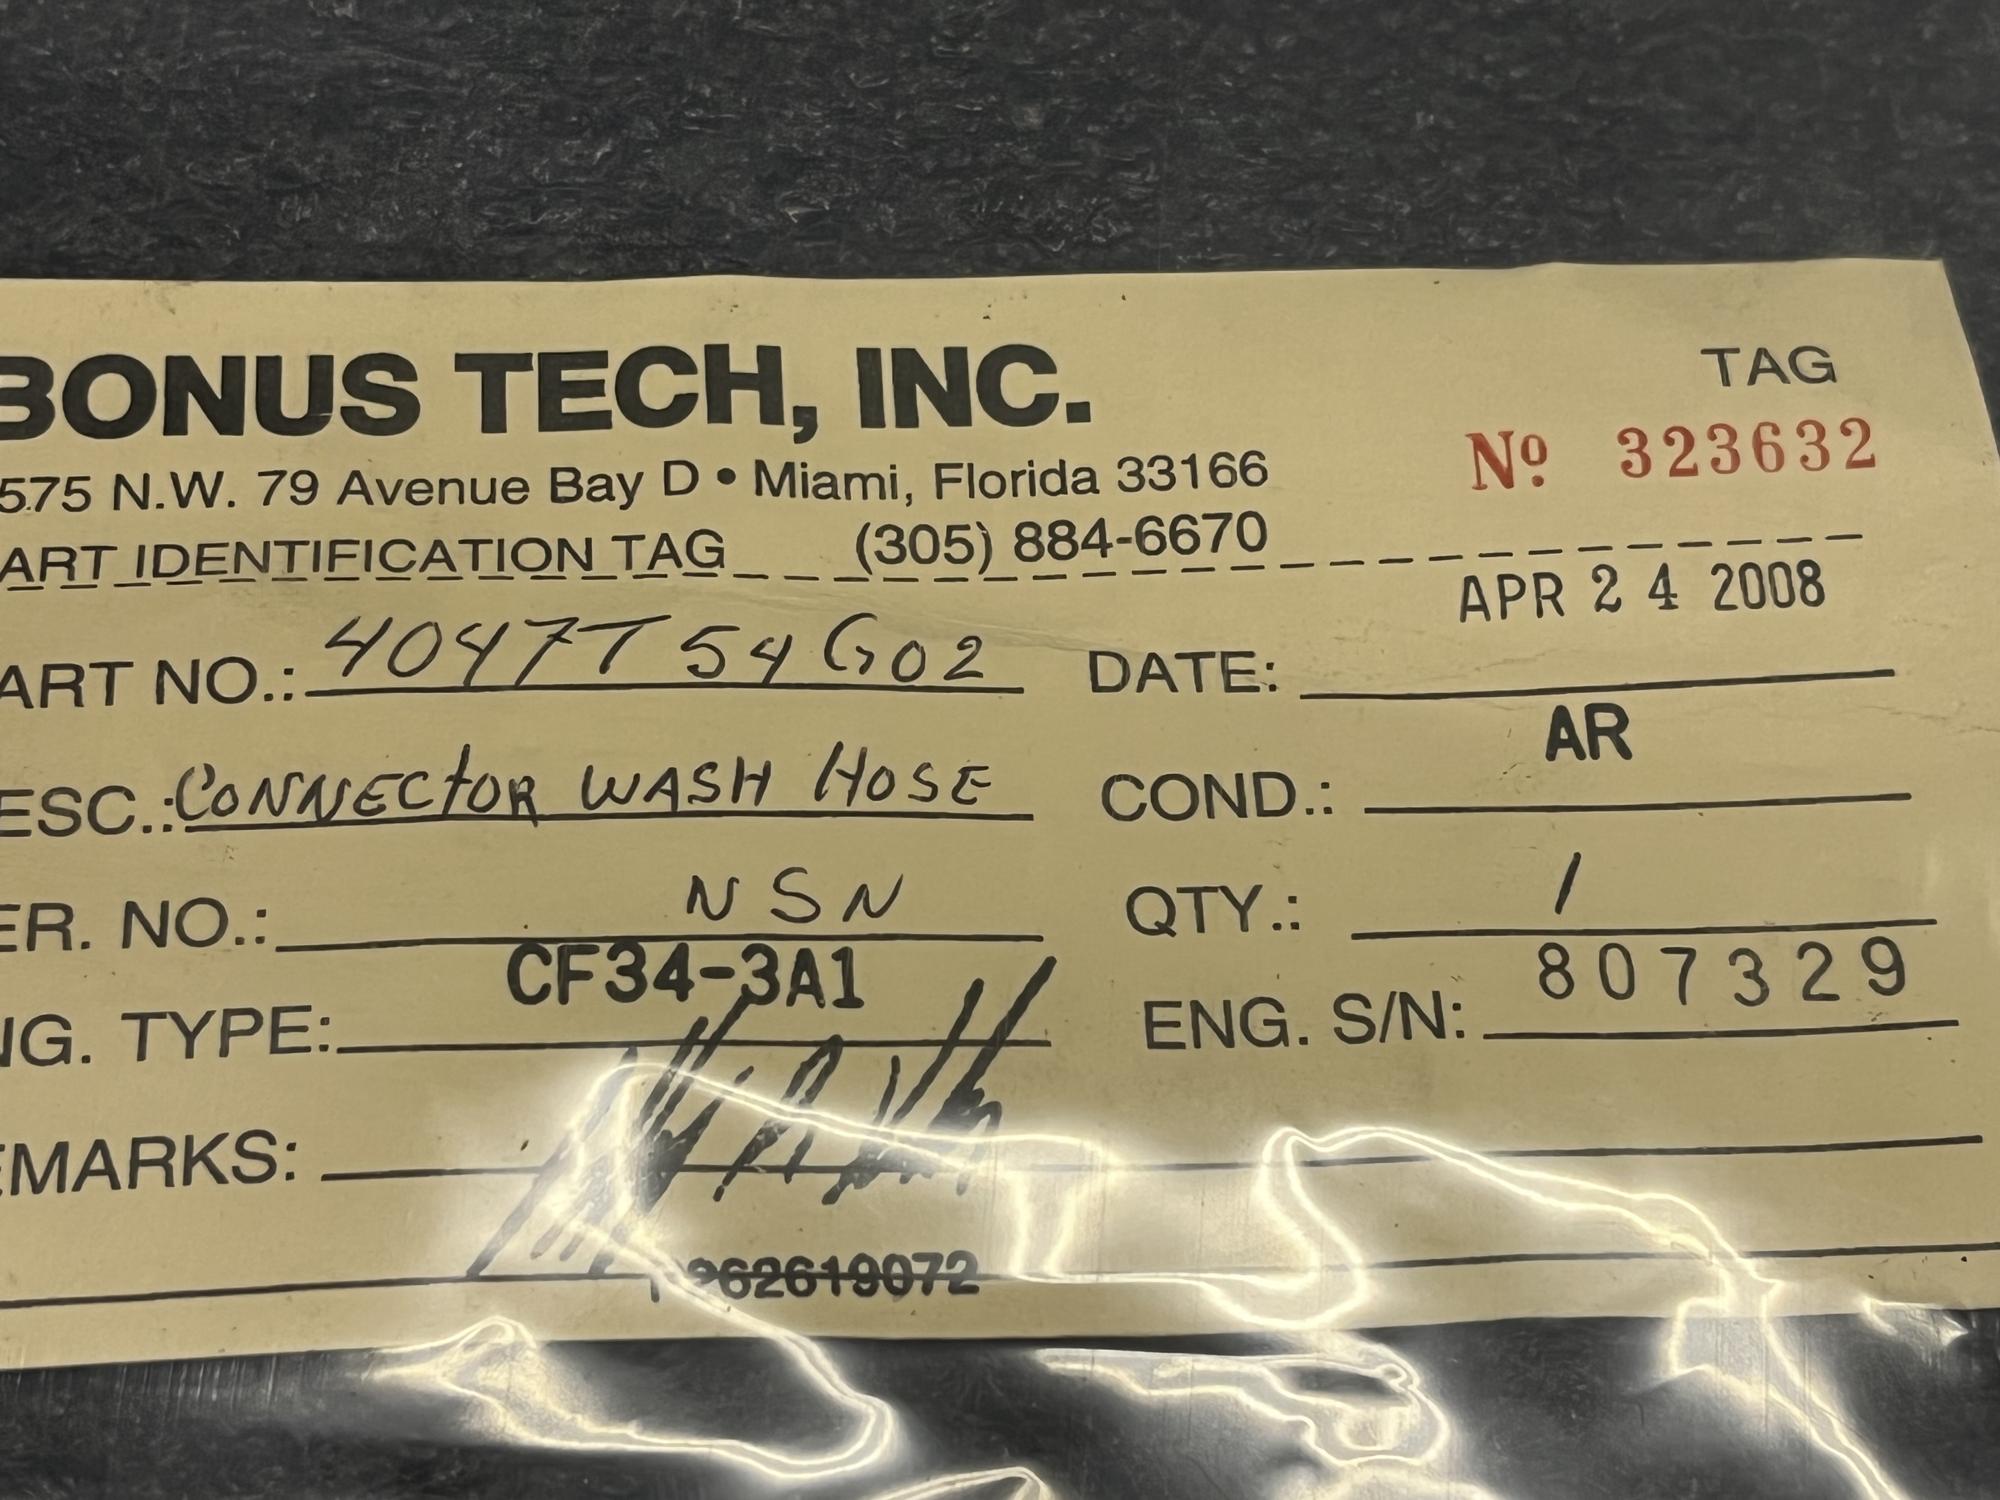 BONUS TECH, INC.
TAG
Nº 323632
575 N.W. 79 Avenue Bay D • Miami, Florida 33166
ART IDENTIFICATION TAG (305) 884-6670
APR 24 2008
ART NO.: 4047T54G02 DATE:
ESC.: CONNECTOR WASH HOSE COND.: AR
ER. NO.: NSN QTY.: 1
NG. TYPE: CF34-3A1 ENG. S/N: 807329
EMARKS:
62619072